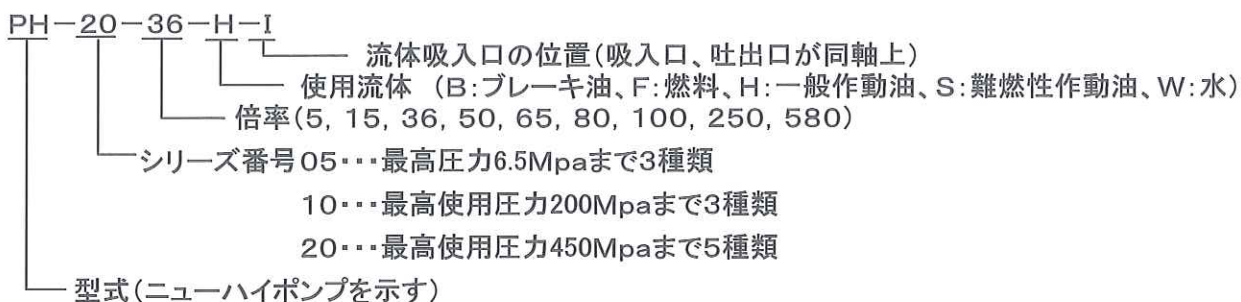 PH-20-36-H-I
流体吸入口の位置(吸入口、吐出口が同軸上)
使用流体 (B:ブレーキ油、F:燃料、H:一般作動油、S:難燃性作動油、W:水)
倍率(5, 15, 36, 50, 65, 80, 100, 250, 580)
シリーズ番号05・・・最高圧力6.5Mpaまで3種類
10・・・最高使用圧力200Mpaまで3種類
20・・・最高使用圧力450Mpaまで5種類
型式(ニューハイポンプを示す)